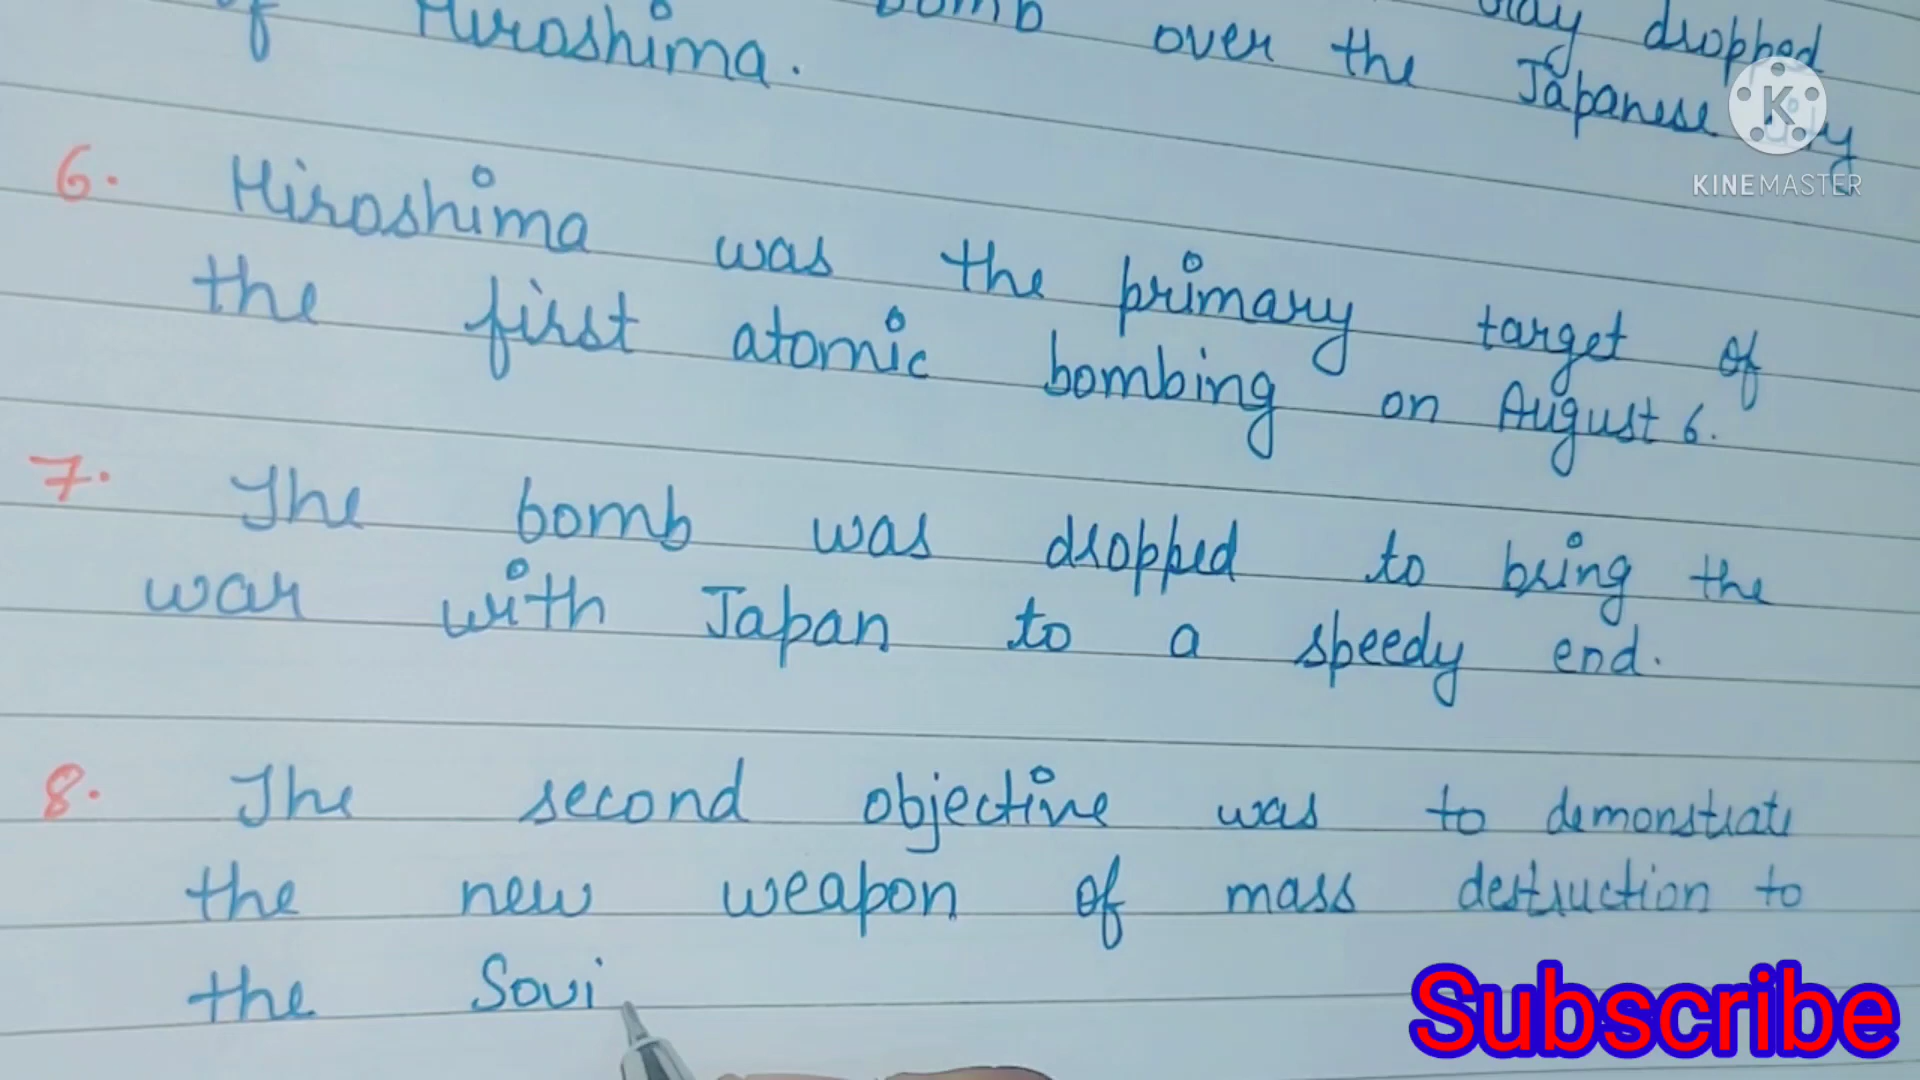 dropped
of Hiroshima. bomb over the Japanese
6. Hiroshima was the primary target of
the first atomic bombing on August 6.
7. The bomb was dropped to bring the
war with Japan to a speedy end.
8. The second objective was to demonstrate
the new weapon of mass destruction to
the Sovi
K
KINEMASTER
Subscribe